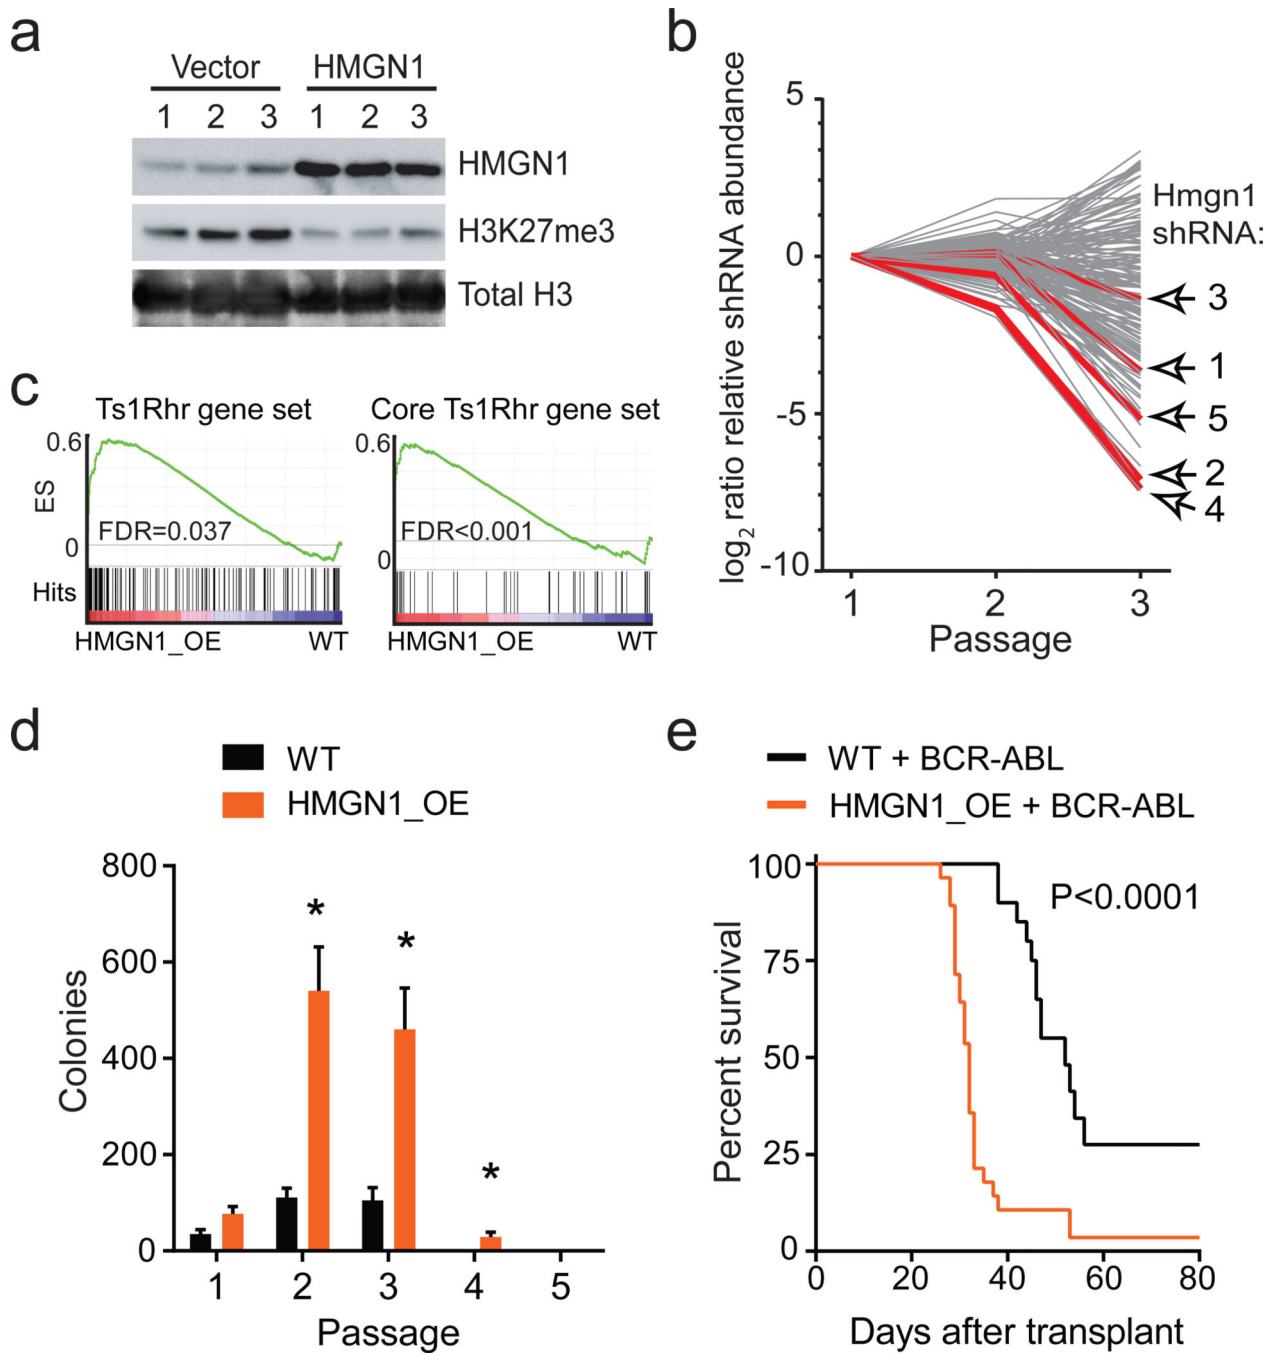 a
Vector HMGN1
1 2 3 1 2 3
HMGN1
H3K27me3
Total H3
b
log2 ratio relative shRNA abundance
5
0
-5
-10
1 2 3
Passage
Hmgn1
shRNA:
3
1
5
2
4
c
Ts1Rhr gene set
Core Ts1Rhr gene set
ES
0.6
0
FDR=0.037
Hits
HMGN1_OE WT
0.6
0
FDR<0.001
HMGN1_OE WT
d
WT
HMGN1_OE
Colonies
800
600
400
200
0
* * *
1 2 3 4 5
Passage
e
WT + BCR-ABL
HMGN1_OE + BCR-ABL
Percent survival
100
75
50
25
0
P<0.0001
0 20 40 60 80
Days after transplant